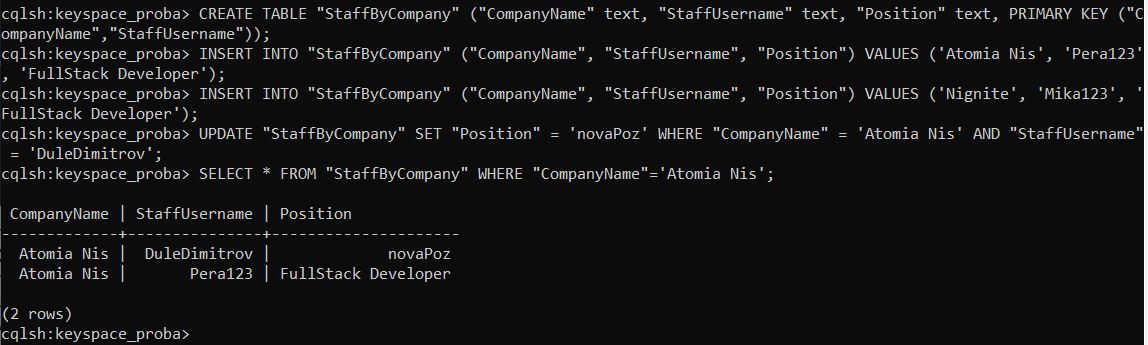 cqlsh:keyspace_proba> CREATE TABLE "StaffByCompany" ("CompanyName" text, "StaffUsername" text, "Position" text, PRIMARY KEY ("C
ompanyName","StaffUsername"));
cqlsh:keyspace_proba> INSERT INTO "StaffByCompany" ("CompanyName", "StaffUsername", "Position") VALUES ('Atomia Nis', 'Pera123'
, 'FullStack Developer');
cqlsh:keyspace_proba> INSERT INTO "StaffByCompany" ("CompanyName", "StaffUsername", "Position") VALUES ('Nignite', 'Mika123', '
FullStack Developer');
cqlsh:keyspace_proba> UPDATE "StaffByCompany" SET "Position" = 'novaPoz' WHERE "CompanyName" = 'Atomia Nis' AND "StaffUsername"
 = 'DuleDimitrov';
cqlsh:keyspace_proba> SELECT * FROM "StaffByCompany" WHERE "CompanyName"='Atomia Nis';
 CompanyName | StaffUsername | Position
-------------+---------------+---------------------
  Atomia Nis |  DuleDimitrov |             novaPoz
  Atomia Nis |       Pera123 | FullStack Developer
(2 rows)
cqlsh:keyspace_proba>